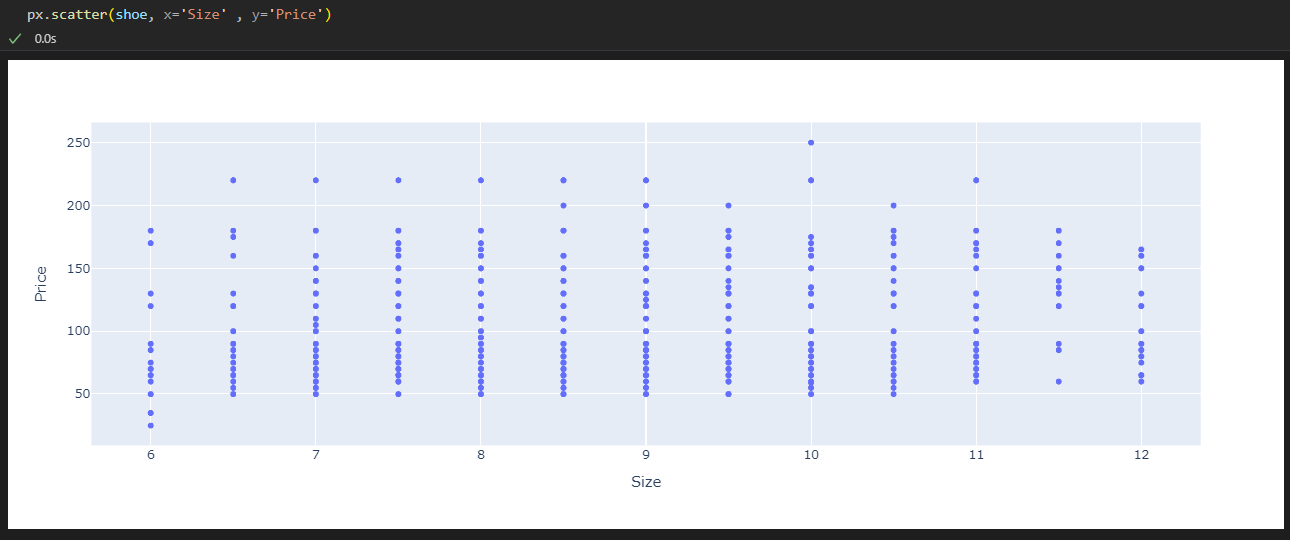 px.scatter(shoe, x='Size' , y='Price')
0.0s
250
200
150
100
50
Price
6 7 8 9 10 11 12
Size